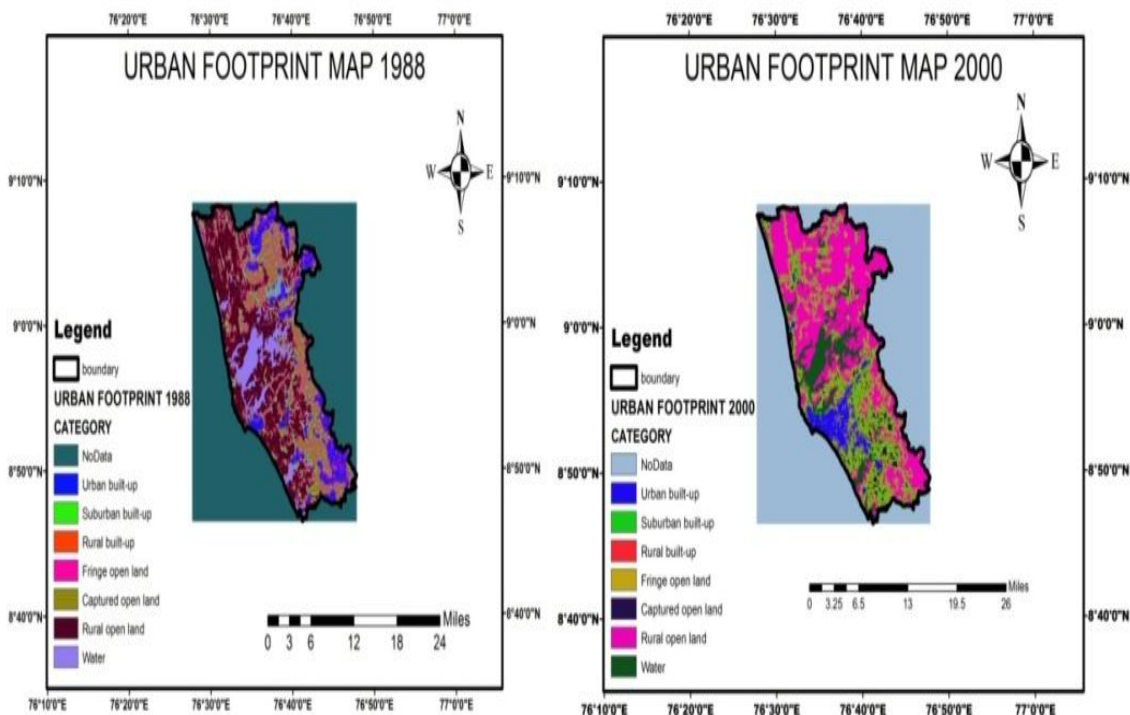 76°20'0"E 76°30'0"E 76°40'0"E 76°50'0"E 77°0'0"E
URBAN FOOTPRINT MAP 1988
N
W E
S
9°10'0"N 9°10'0"N
9°0'0"N 9°0'0"N
8°50'0"N 8°50'0"N
8°40'0"N 8°40'0"N
Legend
boundary
URBAN FOOTPRINT 1988
CATEGORY
NoData
Urban built-up
Suburban built-up
Rural built-up
Fringe open land
Captured open land
Rural open land
Water
Miles
0 3 6 12 18 24
76°10'0"E 76°20'0"E 76°30'0"E 76°40'0"E 76°50'0"E 77°0'0"E
76°20'0"E 76°30'0"E 76°40'0"E 76°50'0"E 77°0'0"E
URBAN FOOTPRINT MAP 2000
N
W E
S
9°10'0"N 9°10'0"N
9°0'0"N 9°0'0"N
8°50'0"N 8°50'0"N
8°40'0"N 8°40'0"N
Legend
boundary
URBAN FOOTPRINT 2000
CATEGORY
NoData
Urban built-up
Suburban built-up
Rural built-up
Fringe open land
Captured open land
Rural open land
Water
Miles
0 3.25 6.5 13 19.5 26
76°10'0"E 76°20'0"E 76°30'0"E 76°40'0"E 76°50'0"E 77°0'0"E